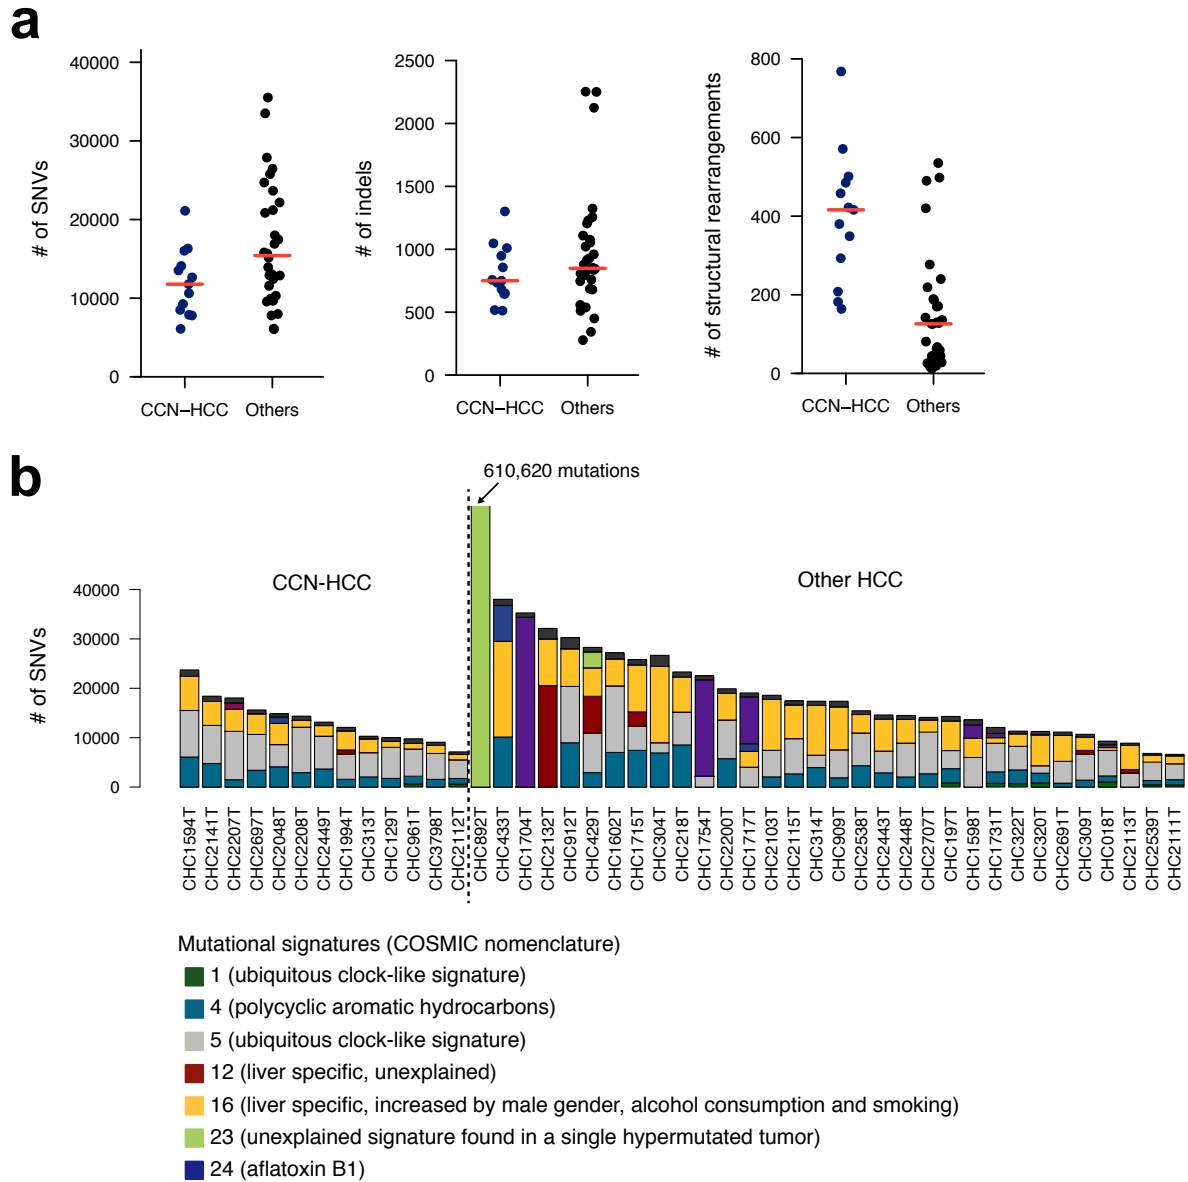 a
40000
30000
20000
10000
0
# of SNVs
CCN–HCC Others
2500
2000
1500
1000
500
0
# of indels
CCN–HCC Others
800
600
400
200
0
# of structural rearrangements
CCN–HCC Others
b
610,620 mutations
CCN-HCC
Other HCC
40000
30000
20000
10000
0
# of SNVs
CHC1594T
CHC2141T
CHC2207T
CHC2697T
CHC2048T
CHC2208T
CHC2449T
CHC1994T
CHC313T
CHC129T
CHC961T
CHC3798T
CHC2112T
CHC892T
CHC433T
CHC1704T
CHC2132T
CHC912T
CHC429T
CHC1602T
CHC1715T
CHC304T
CHC218T
CHC1754T
CHC2200T
CHC1717T
CHC2103T
CHC2115T
CHC314T
CHC909T
CHC2538T
CHC2443T
CHC2448T
CHC2707T
CHC197T
CHC1598T
CHC1731T
CHC322T
CHC320T
CHC2691T
CHC309T
CHC018T
CHC2113T
CHC2539T
CHC2111T
Mutational signatures (COSMIC nomenclature)
1 (ubiquitous clock-like signature)
4 (polycyclic aromatic hydrocarbons)
5 (ubiquitous clock-like signature)
12 (liver specific, unexplained)
16 (liver specific, increased by male gender, alcohol consumption and smoking)
23 (unexplained signature found in a single hypermutated tumor)
24 (aflatoxin B1)